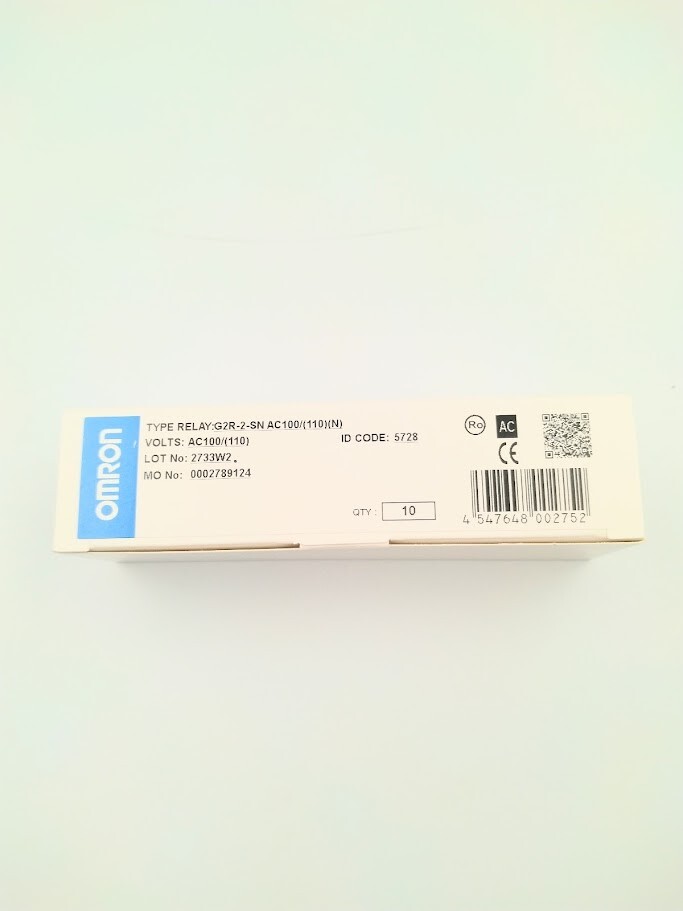 OMRON
TYPE RELAY:G2R-2-SN AC100/(110)(N)
VOLTS: AC100/(110)
ID CODE: 5728
LOT No: 2733W2.
MO No: 0002789124
QTY : 10
Ro
AC
CE
4 547648 002752